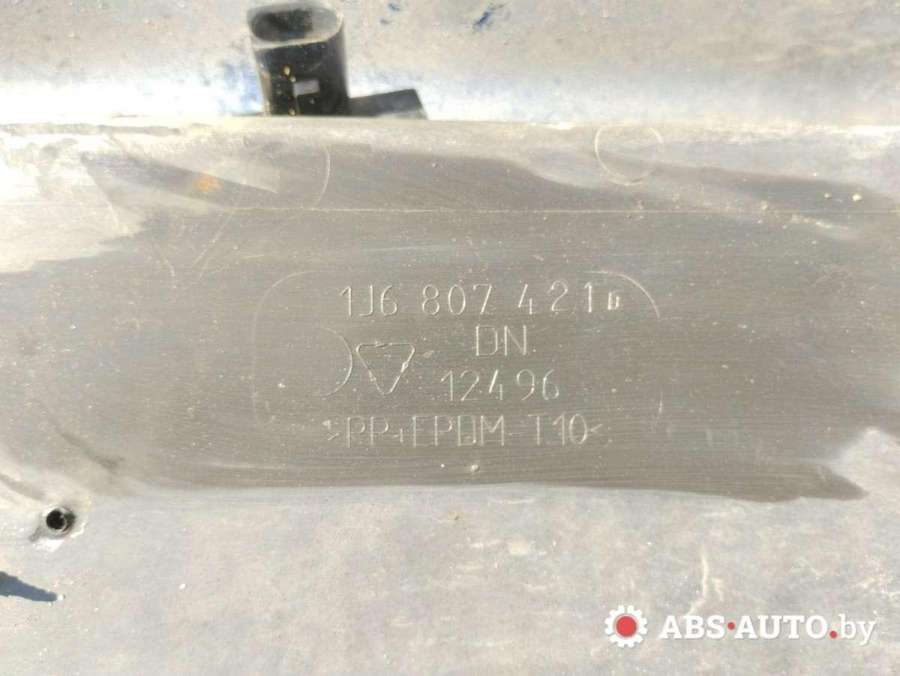 1J6 807 421 D
DN
12496
>PP+EPDM-T10<
ABS-AUTO.by